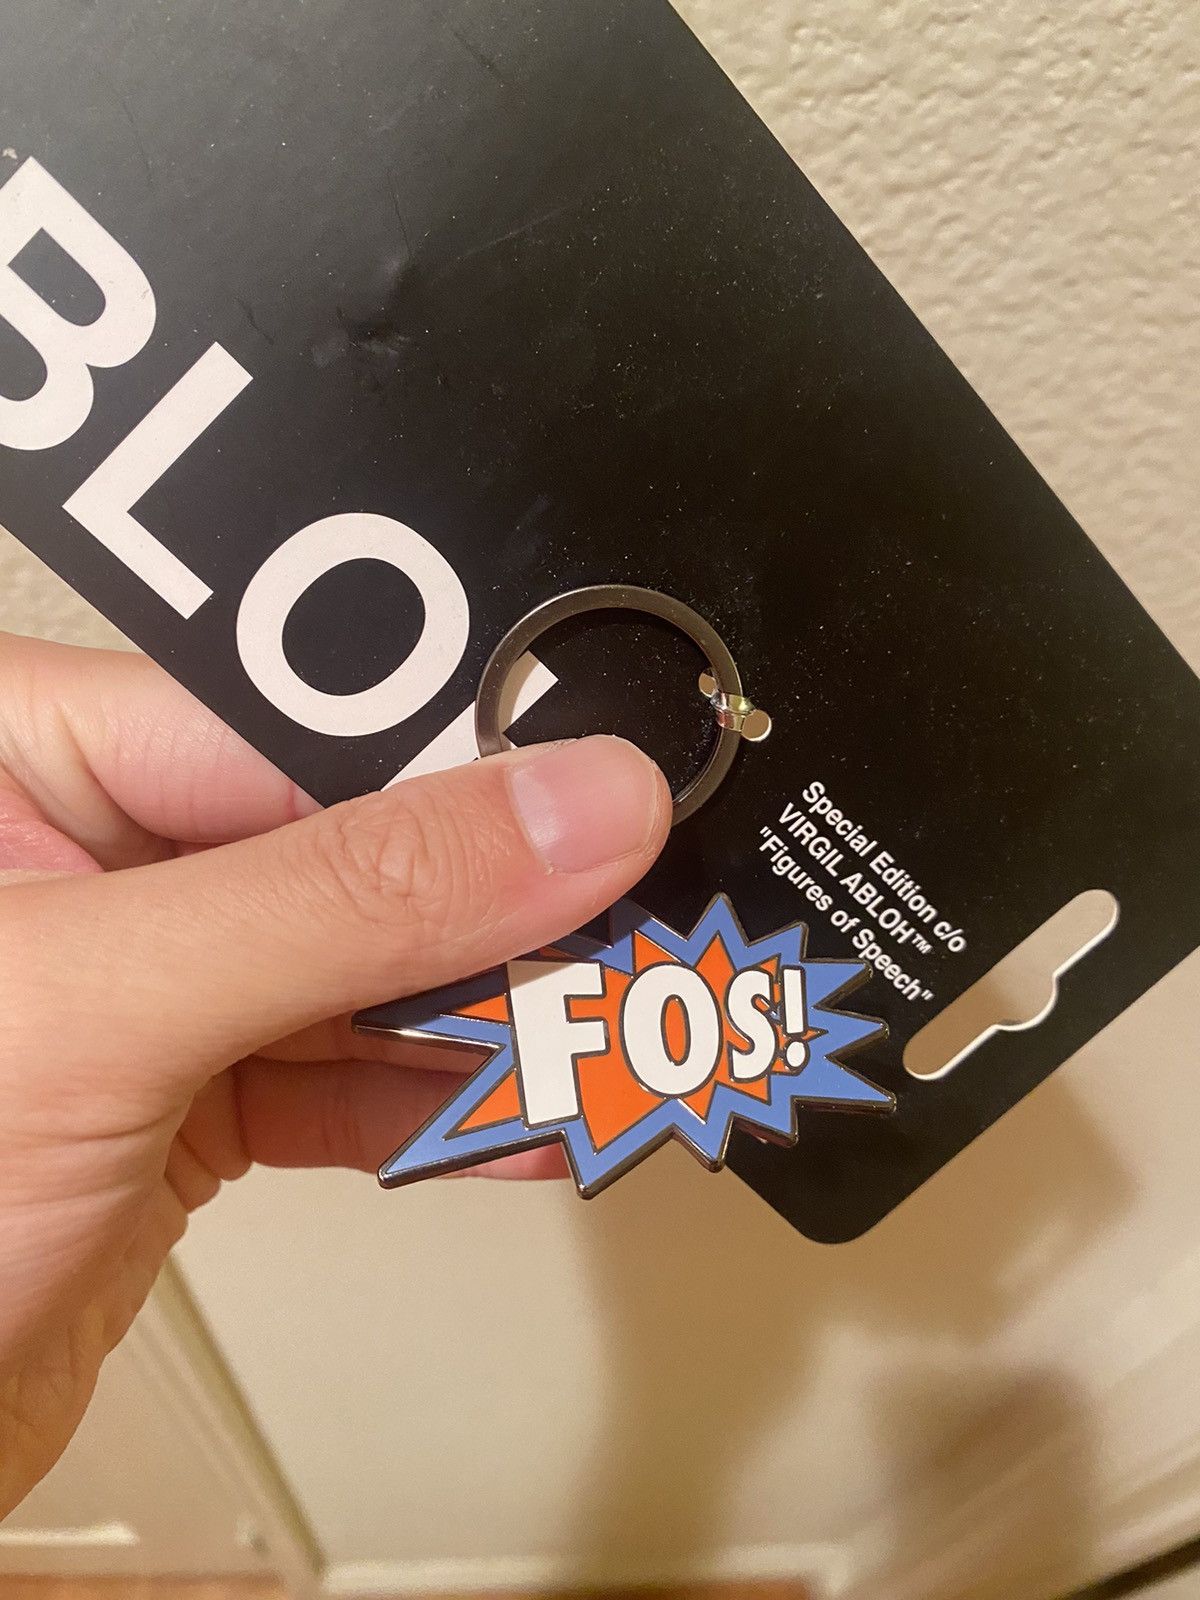 BLO
Special Edition c/o
VIRGIL ABLOH™
"Figures of Speech"
FOS!